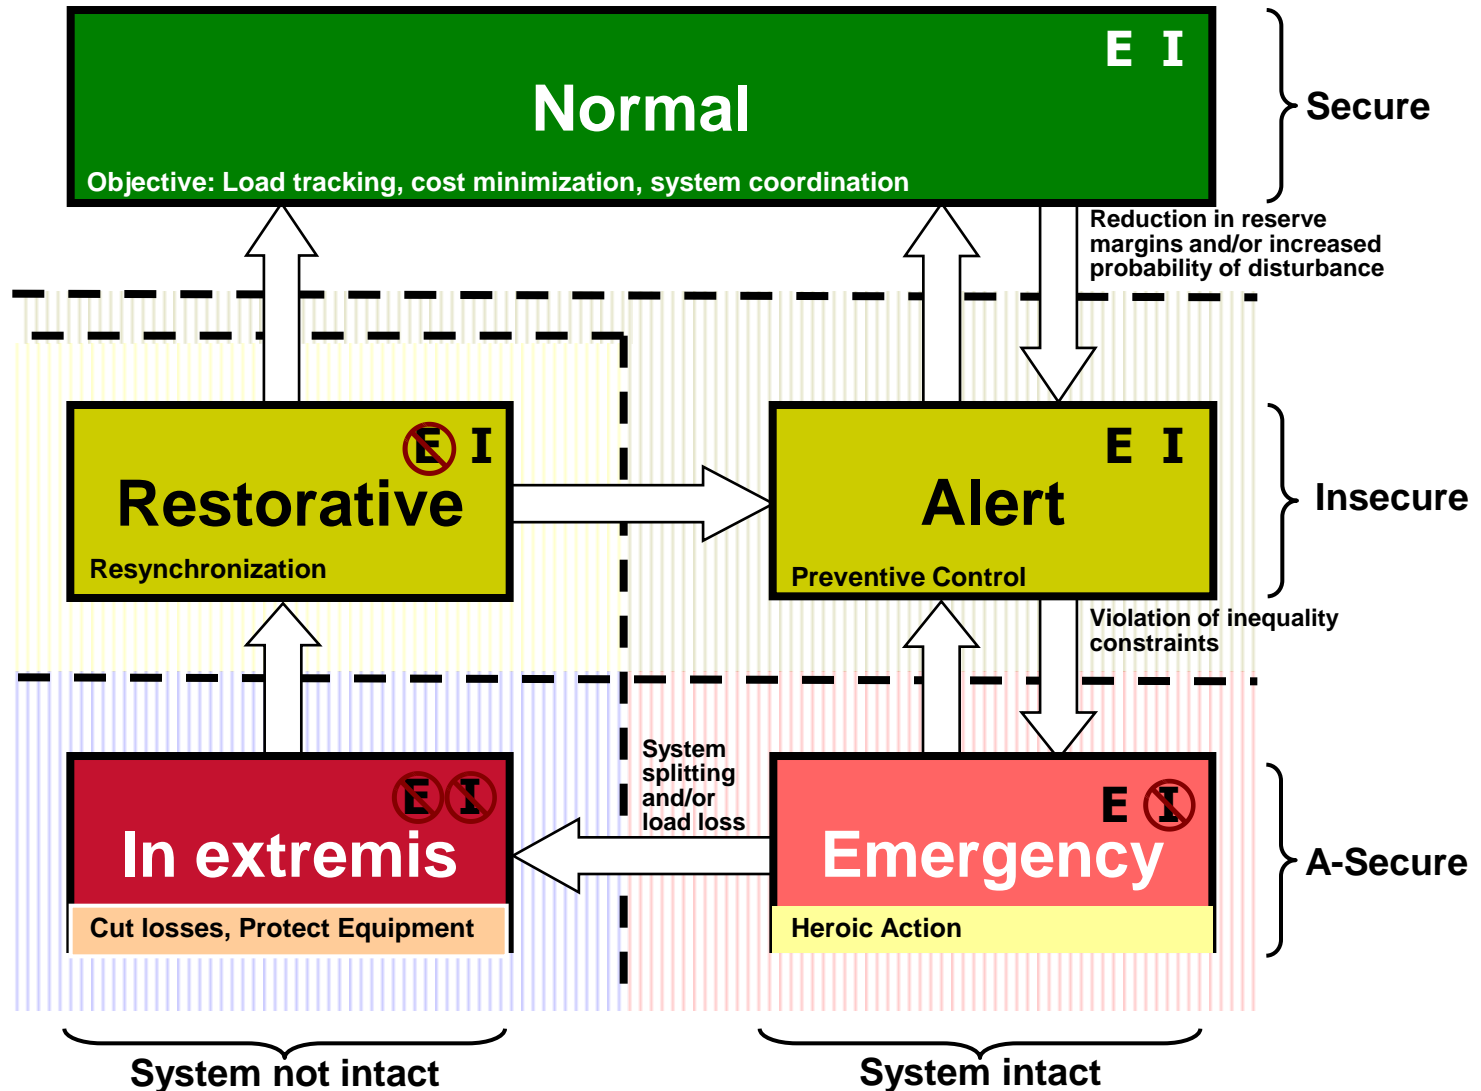 E I
Normal
Objective: Load tracking, cost minimization, system coordination
Secure
Reduction in reserve
margins and/or increased
probability of disturbance
E I
Restorative
Resynchronization
E I
Alert
Preventive Control
Insecure
Violation of inequality
constraints
E I
In extremis
Cut losses, Protect Equipment
System
splitting
and/or
load loss
E I
Emergency
Heroic Action
A-Secure
System not intact
System intact